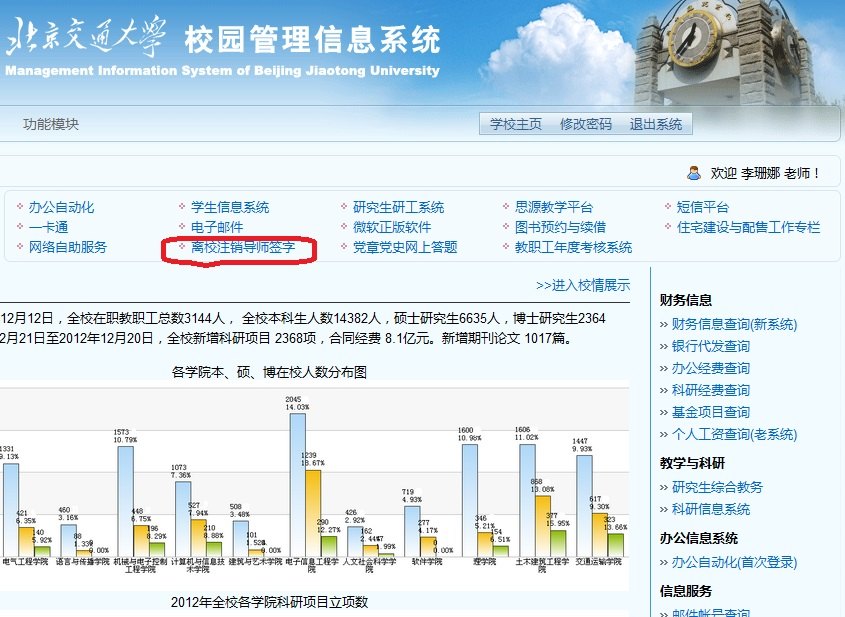 北京交通大学 校园管理信息系统
Management Information System of Beijing Jiaotong University
功能模块
学校主页 修改密码 退出系统
欢迎 李珊娜 老师！
办公自动化 学生信息系统 研究生研工系统 思源教学平台 短信平台
一卡通 电子邮件 微软正版软件 图书预约与续借 住宅建设与配售工作专栏
网络自助服务 离校注销导师签字 党章党史网上答题 教职工年度考核系统
>>进入校情展示
12月12日，全校在职教职工总数3144人， 全校本科生人数14382人，硕士研究生6635人，博士研究生2364
2月21日至2012年12月20日，全校新增科研项目 2368项，合同经费 8.1亿元。新增期刊论文 1017篇。
各学院本、硕、博在校人数分布图
1331 9.13% 421 6.35% 140 5.92% 电气工程学院
460 3.16% 88 1.33% 0.00% 语言与传播学院
1573 10.79% 448 6.75% 196 8.29% 机械与电子控制工程学院
1073 7.36% 527 7.94% 210 8.88% 计算机与信息技术学院
508 3.48% 101 1.52% 0.00% 建筑与艺术学院
2045 14.03% 1239 18.67% 290 12.27% 电子信息工程学院
426 2.92% 162 2.44% 47 1.99% 人文社会科学学院
719 4.93% 277 4.17% 0 0.00% 软件学院
1600 10.98% 346 5.21% 154 6.51% 理学院
1606 11.02% 868 13.08% 377 15.95% 土木建筑工程学院
1447 9.93% 617 9.30% 323 13.66% 交通运输学院
2012年全校各学院科研项目立项数
财务信息
›› 财务信息查询(新系统)
›› 银行代发查询
›› 办公经费查询
›› 科研经费查询
›› 基金项目查询
›› 个人工资查询(老系统)
教学与科研
›› 研究生综合教务
›› 科研信息系统
办公信息系统
›› 办公自动化(首次登录)
信息服务
›› 邮件帐号查询